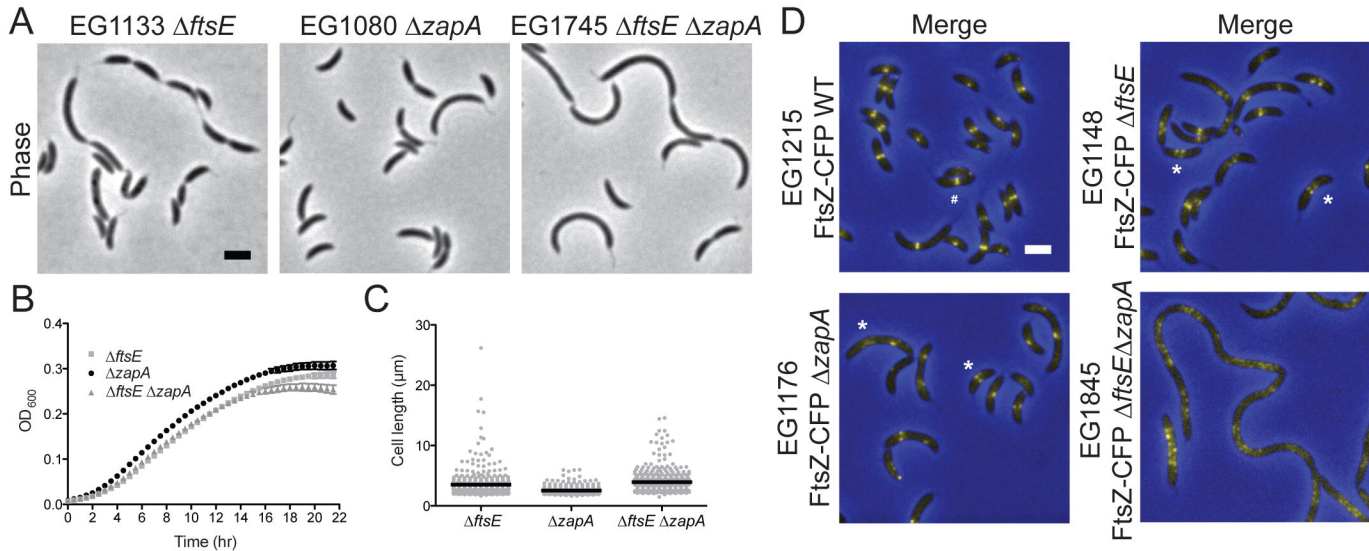 A
EG1133 ΔftsE
EG1080 ΔzapA
EG1745 ΔftsE ΔzapA
Phase
B
OD600
0.4
0.3
0.2
0.1
0.0
ΔftsE
ΔzapA
ΔftsE ΔzapA
0 2 4 6 8 10 12 14 16 18 20 22
Time (hr)
C
Cell length (μm)
30
20
10
0
ΔftsE
ΔzapA
ΔftsE ΔzapA
D
Merge
Merge
EG1215
FtsZ-CFP WT
#
EG1148
FtsZ-CFP ΔftsE
*
*
EG1176
FtsZ-CFP ΔzapA
*
*
EG1845
FtsZ-CFP ΔftsEΔzapA